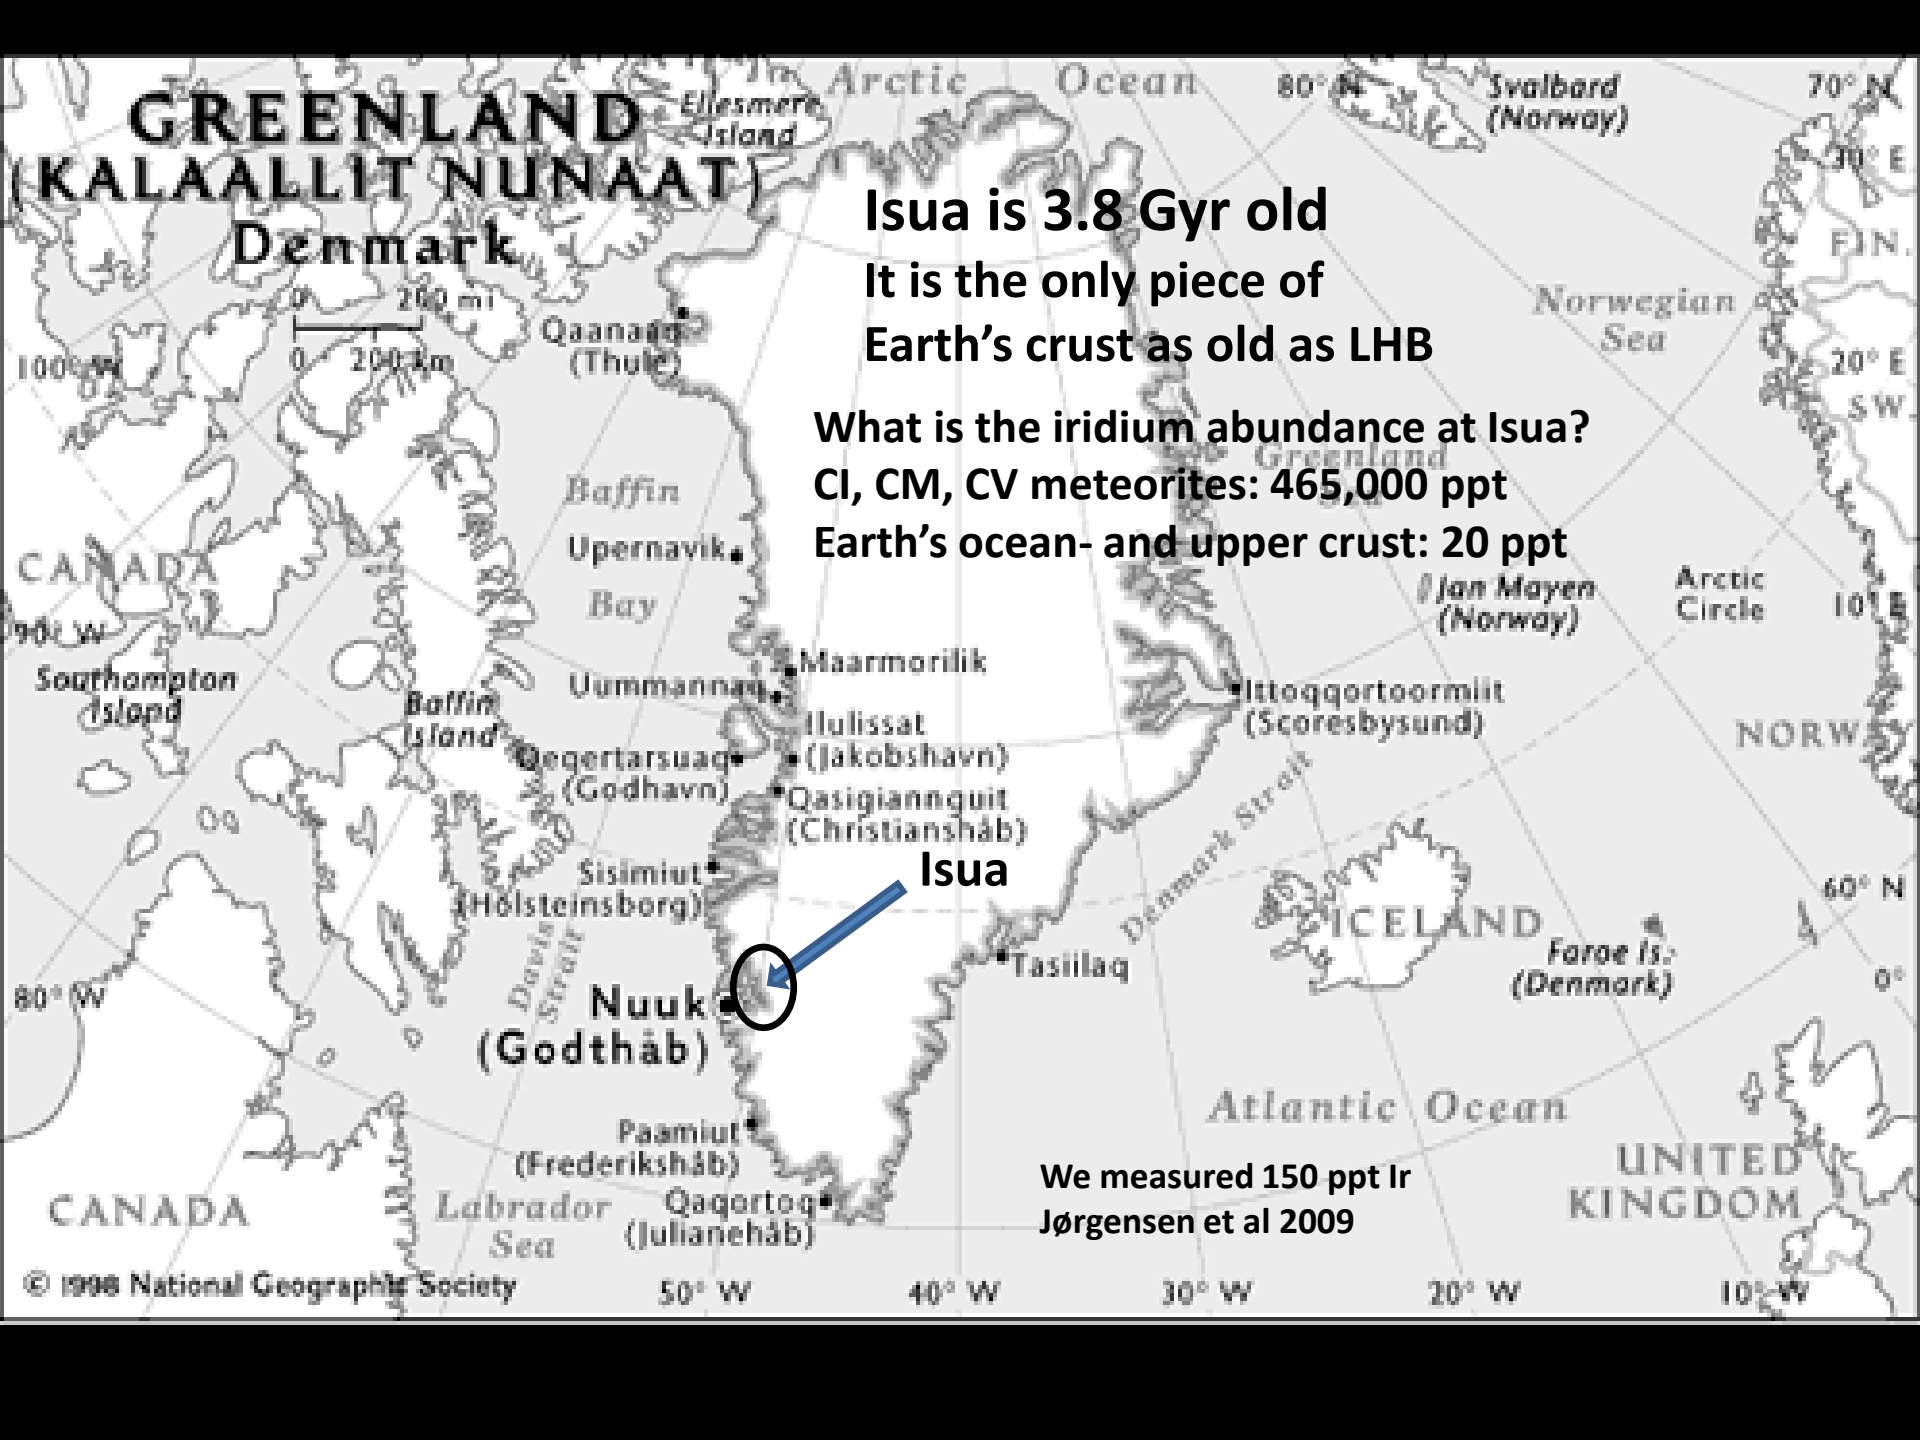 GREENLAND
(KALAALLIT NUNAAT)
Denmark
0 200 mi
0 200 km
Ellesmere
Island
Arctic Ocean
80° N
Svalbard
(Norway)
70° N
30° E
FIN.
Isua is 3.8 Gyr old
It is the only piece of
Earth’s crust as old as LHB
Norwegian
Sea
20° E
SW.
Qaanaaq
(Thule)
100° W
What is the iridium abundance at Isua?
CI, CM, CV meteorites: 465,000 ppt
Earth’s ocean- and upper crust: 20 ppt
Greenland
Sea
Baffin
Bay
Upernavik
CANADA
90° W
Jan Mayen
(Norway)
Arctic
Circle
10° E
Southampton
Island
Baffin
Island
Maarmorilik
Uummannaq
Ilulissat
(Jakobshavn)
Qeqertarsuaq
(Godhavn)
Qasigiannguit
(Christianshåb)
Ittoqqortoormiit
(Scoresbysund)
NORWAY
Denmark Strait
Isua
Sisimiut
(Holsteinsborg)
Davis
Strait
60° N
ICELAND
Faroe Is.
(Denmark)
0°
Tasiilaq
80° W
Nuuk
(Godthåb)
Atlantic Ocean
Paamiut
(Frederikshåb)
UNITED
KINGDOM
We measured 150 ppt Ir
Jørgensen et al 2009
CANADA
Labrador
Sea
Qaqortoq
(Julianehåb)
© 1998 National Geographic Society
50° W
40° W
30° W
20° W
10° W